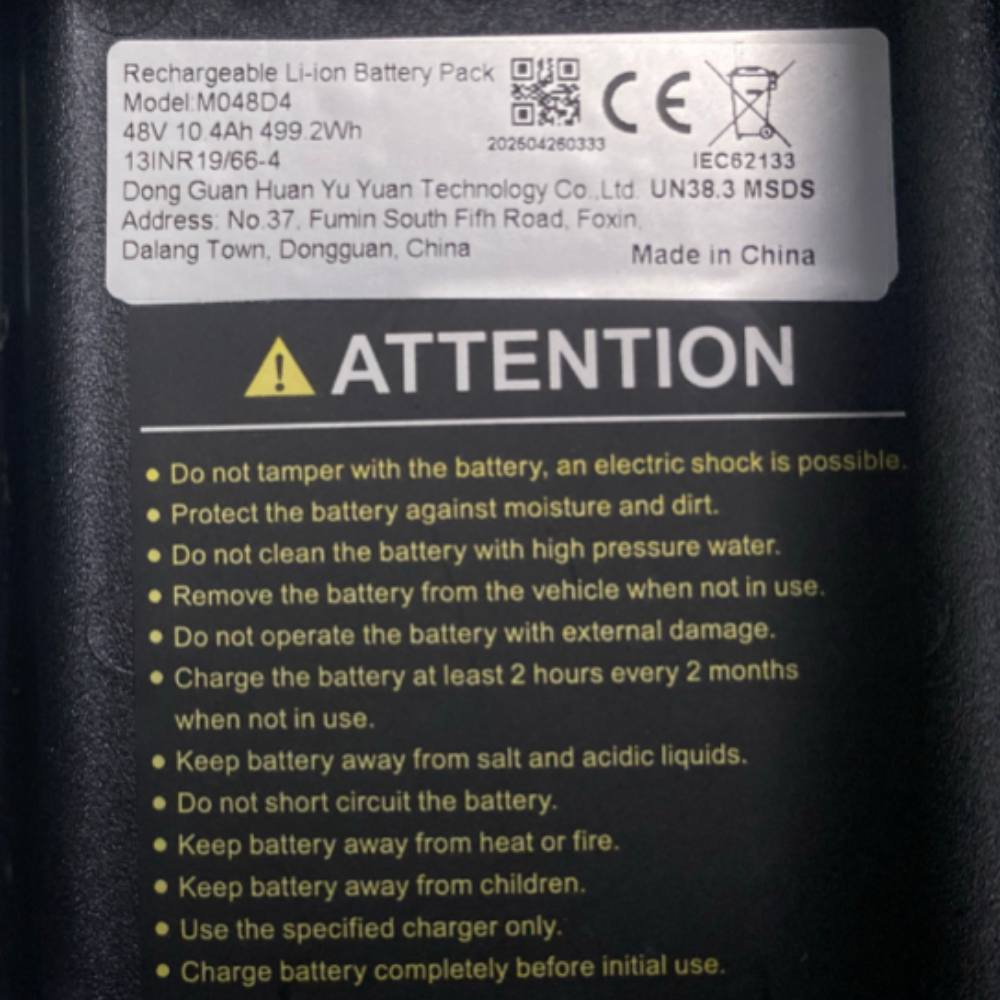 Rechargeable Li-ion Battery Pack
Model:M048D4
48V 10.4Ah 499.2Wh
13INR19/66-4
202504260333
CE
IEC62133
Dong Guan Huan Yu Yuan Technology Co.,Ltd. UN38.3 MSDS
Address: No.37, Fumin South Fifh Road, Foxin,
Dalang Town, Dongguan, China
Made in China
ATTENTION
• Do not tamper with the battery, an electric shock is possible.
• Protect the battery against moisture and dirt.
• Do not clean the battery with high pressure water.
• Remove the battery from the vehicle when not in use.
• Do not operate the battery with external damage.
• Charge the battery at least 2 hours every 2 months
when not in use.
• Keep battery away from salt and acidic liquids.
• Do not short circuit the battery.
• Keep battery away from heat or fire.
• Keep battery away from children.
• Use the specified charger only.
• Charge battery completely before initial use.